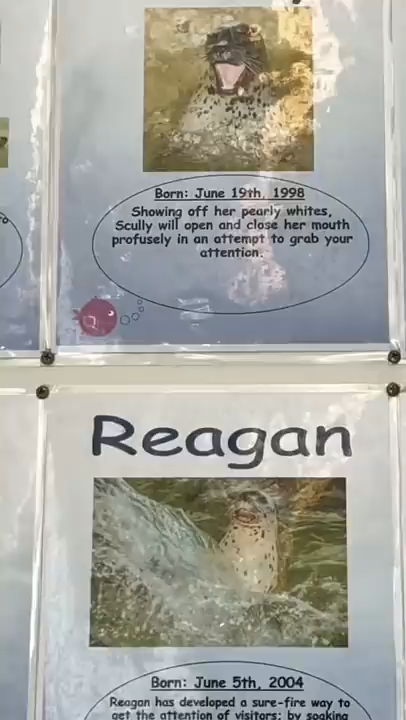 Born: June 19th, 1998
Showing off her pearly whites,
Scully will open and close her mouth
profusely in an attempt to grab your
attention.
Reagan
Born: June 5th, 2004
Reagan has developed a sure-fire way to
get the attention of visitors; by soaking